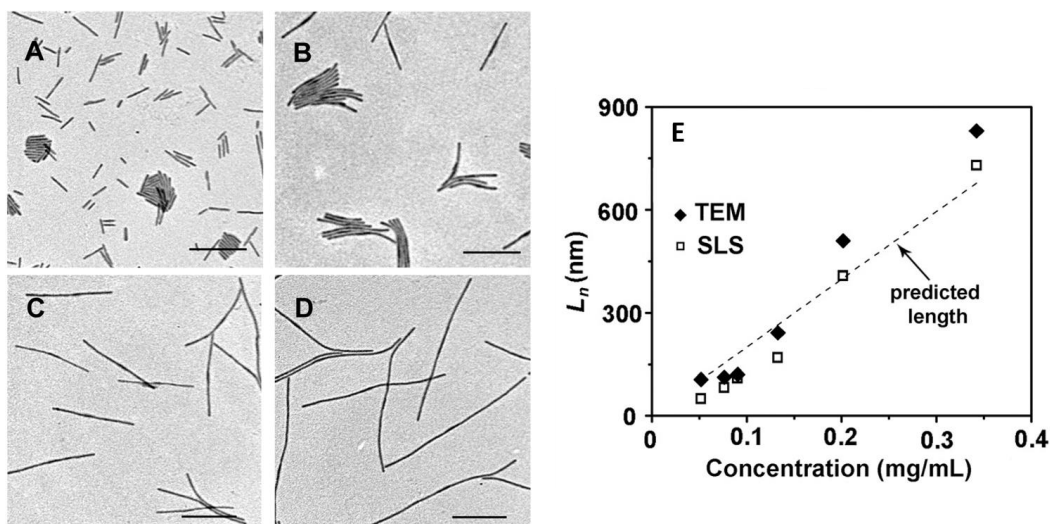 A
B
C
D
E
900
600
300
0
L_n (nm)
TEM
SLS
predicted
length
0
0.1
0.2
0.3
0.4
Concentration (mg/mL)